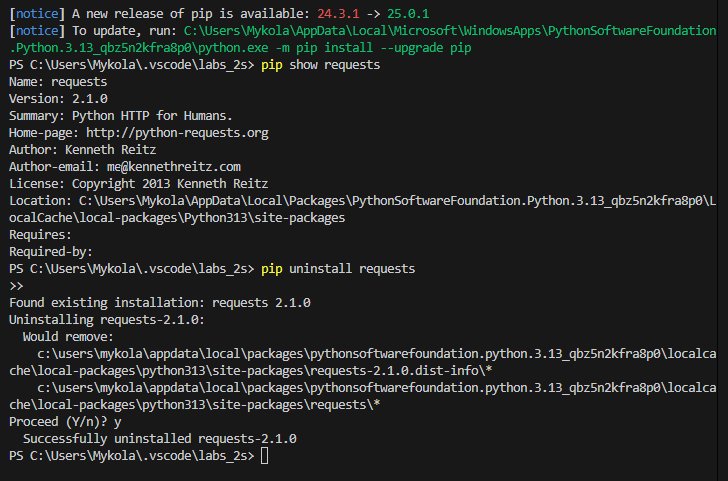 [notice] A new release of pip is available: 24.3.1 -> 25.0.1
[notice] To update, run: C:\Users\Mykola\AppData\Local\Microsoft\WindowsApps\PythonSoftwareFoundation
.Python.3.13_qbz5n2kfra8p0\python.exe -m pip install --upgrade pip
PS C:\Users\Mykola\.vscode\labs_2s> pip show requests
Name: requests
Version: 2.1.0
Summary: Python HTTP for Humans.
Home-page: http://python-requests.org
Author: Kenneth Reitz
Author-email: me@kennethreitz.com
License: Copyright 2013 Kenneth Reitz
Location: C:\Users\Mykola\AppData\Local\Packages\PythonSoftwareFoundation.Python.3.13_qbz5n2kfra8p0\L
ocalCache\local-packages\Python313\site-packages
Requires:
Required-by:
PS C:\Users\Mykola\.vscode\labs_2s> pip uninstall requests
>>
Found existing installation: requests 2.1.0
Uninstalling requests-2.1.0:
  Would remove:
    c:\users\mykola\appdata\local\packages\pythonsoftwarefoundation.python.3.13_qbz5n2kfra8p0\localca
che\local-packages\python313\site-packages\requests-2.1.0.dist-info\*
    c:\users\mykola\appdata\local\packages\pythonsoftwarefoundation.python.3.13_qbz5n2kfra8p0\localca
che\local-packages\python313\site-packages\requests\*
Proceed (Y/n)? y
  Successfully uninstalled requests-2.1.0
PS C:\Users\Mykola\.vscode\labs_2s>